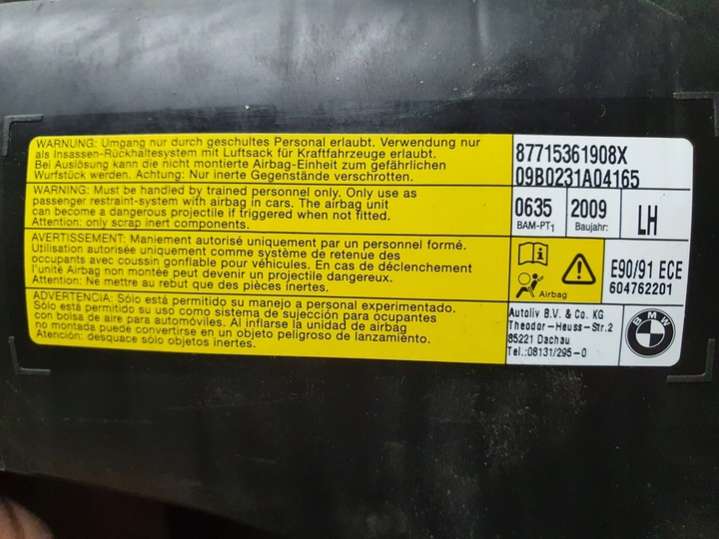 WARNUNG: Umgang nur durch geschultes Personal erlaubt. Verwendung nur
als Insassen-Rückhaltesystem mit Luftsack für Kraftfahrzeuge erlaubt.
Bei Auslösung kann die nicht montierte Airbag-Einheit zum gefährlichen
Wurfstück werden. Achtung: Nur inerte Gegenstände verschrotten.
WARNING: Must be handled by trained personnel only. Only use as
passenger restraint-system with airbag in cars. The airbag unit
can become a dangerous projectile if triggered when not fitted.
Attention: only scrap inert components.
AVERTISSEMENT: Maniement autorisé uniquement par un personnel formé.
Utilisation autorisée uniquement comme système de retenue des
occupants avec coussin gonflable pour véhicules. En cas de déclenchement
l'unité Airbag non montée peut devenir un projectile dangereux.
Attention: Ne mettre au rebut que des pièces inertes.
ADVERTENCIA: Sólo está permitido su manejo a personal experimentado.
Sólo está permitido su uso como sistema de sujección para ocupantes
con bolsa de aire para automóviles. Al inflarse la unidad de airbag
no montada puede convertirse en un objeto peligroso de lanzamiento.
Atención: desquace sólo objetos inertes.
87715361908X
09B0231A04165
0635
BAM-PT1
2009
Baujahr:
LH
Airbag
E90/91 ECE
604762201
Autoliv B.V. & Co. KG
Theodor-Heuss-Str.2
85221 Dachau
Tel.:08131/295-0
BMW